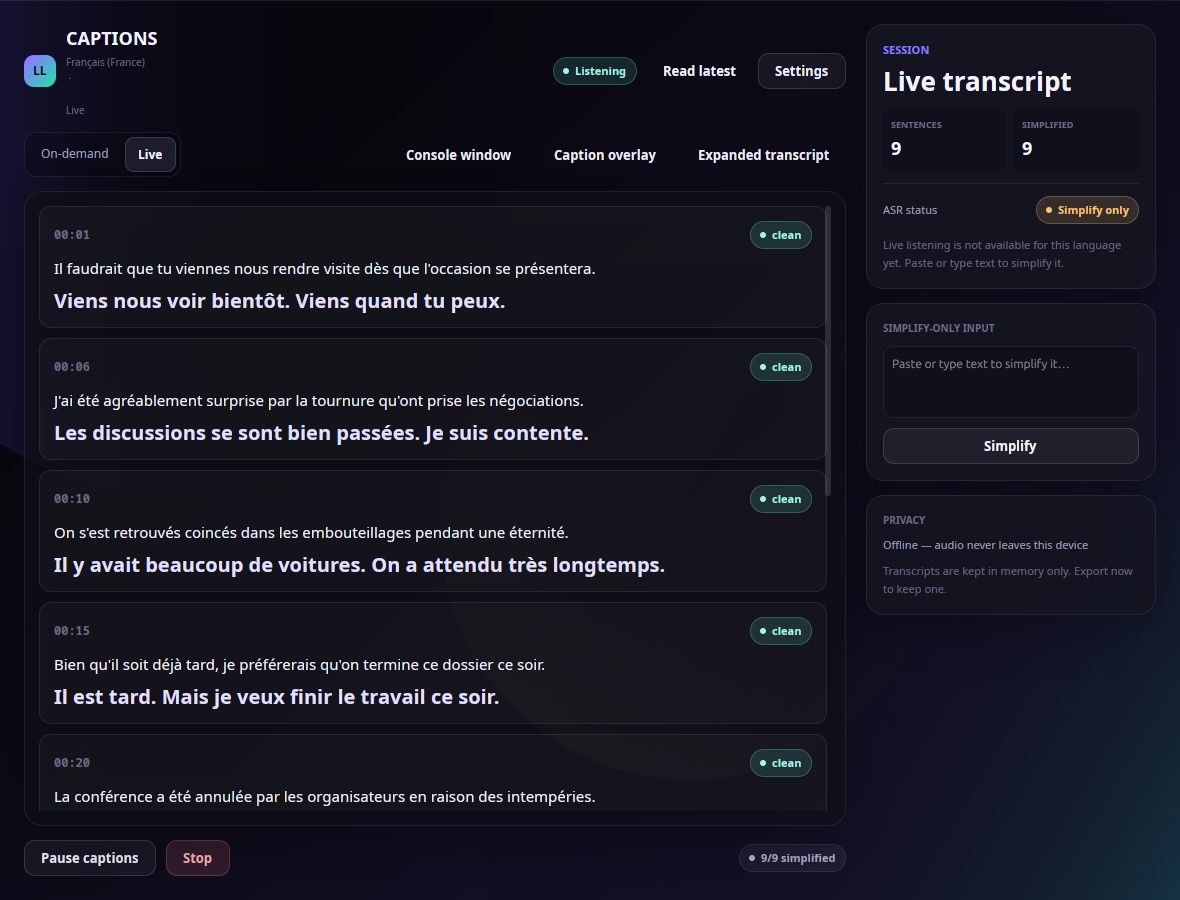 LL
CAPTIONS
Français (France)
·
Live
Listening
Read latest
Settings
On-demand
Live
Console window
Caption overlay
Expanded transcript
00:01
clean
Il faudrait que tu viennes nous rendre visite dès que l'occasion se présentera.
Viens nous voir bientôt. Viens quand tu peux.
00:06
clean
J'ai été agréablement surprise par la tournure qu'ont prise les négociations.
Les discussions se sont bien passées. Je suis contente.
00:10
clean
On s'est retrouvés coincés dans les embouteillages pendant une éternité.
Il y avait beaucoup de voitures. On a attendu très longtemps.
00:15
clean
Bien qu'il soit déjà tard, je préférerais qu'on termine ce dossier ce soir.
Il est tard. Mais je veux finir le travail ce soir.
00:20
clean
La conférence a été annulée par les organisateurs en raison des intempéries.
Pause captions
Stop
9/9 simplified
SESSION
Live transcript
SENTENCES
9
SIMPLIFIED
9
ASR status
Simplify only
Live listening is not available for this language
yet. Paste or type text to simplify it.
SIMPLIFY-ONLY INPUT
Paste or type text to simplify it…
Simplify
PRIVACY
Offline — audio never leaves this device
Transcripts are kept in memory only. Export now
to keep one.